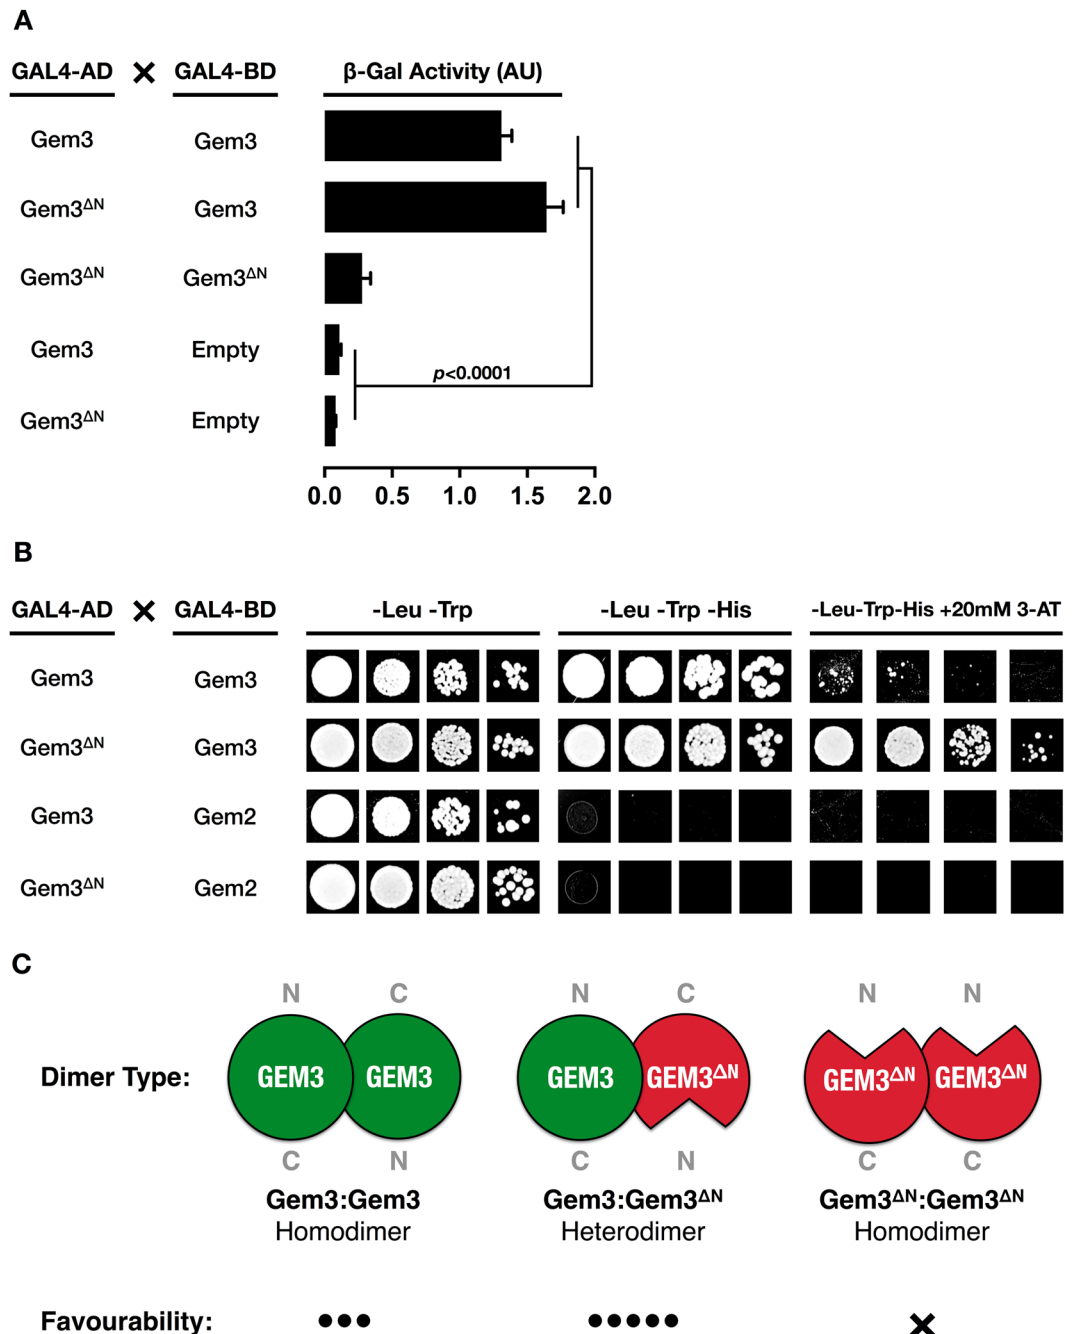 A
GAL4-AD × GAL4-BD β-Gal Activity (AU)
Gem3 Gem3
Gem3ΔN Gem3
Gem3ΔN Gem3ΔN
Gem3 Empty
p<0.0001
Gem3ΔN Empty
0.0 0.5 1.0 1.5 2.0
B
GAL4-AD × GAL4-BD -Leu -Trp -Leu -Trp -His -Leu-Trp-His +20mM 3-AT
Gem3 Gem3
Gem3ΔN Gem3
Gem3 Gem2
Gem3ΔN Gem2
C
N C N C N N
Dimer Type: GEM3 GEM3 GEM3 GEM3ΔN GEM3ΔN GEM3ΔN
C N C N C C
Gem3:Gem3 Gem3:Gem3ΔN Gem3ΔN:Gem3ΔN
Homodimer Heterodimer Homodimer
Favourability: ●●● ●●●●● ×